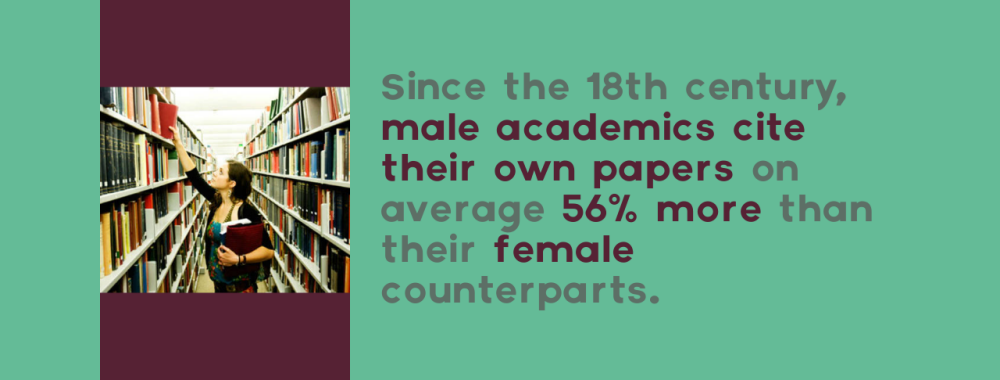 Since the 18th century,
male academics cite
their own papers on
average 56% more than
their female
counterparts.